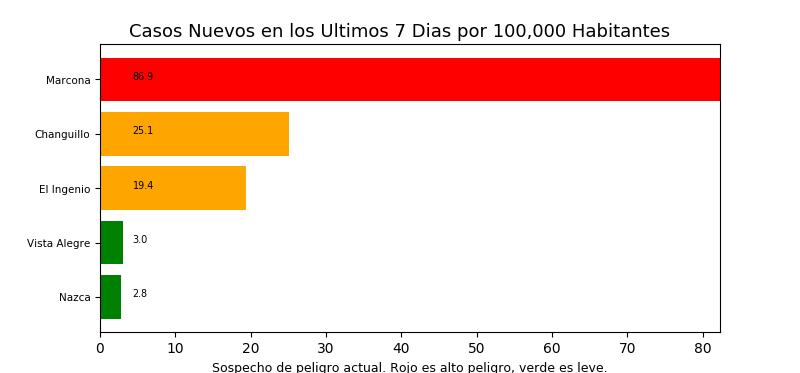 Casos Nuevos en los Ultimos 7 Dias por 100,000 Habitantes
Marcona 86.9
Changuillo 25.1
El Ingenio 19.4
Vista Alegre 3.0
Nazca 2.8
0 10 20 30 40 50 60 70 80
Sospecho de peligro actual. Rojo es alto peligro, verde es leve.